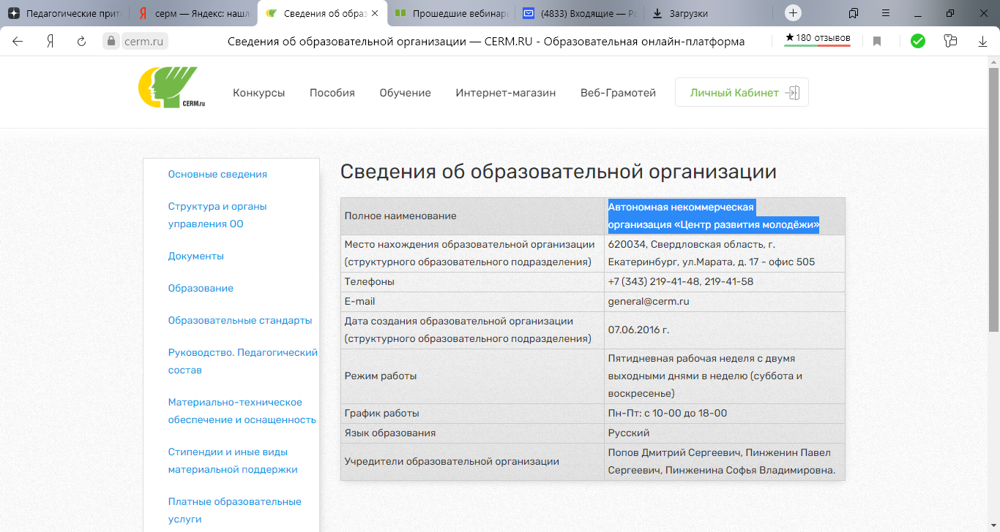 Педагогические прит
серм — Яндекс: нашл
Сведения об образ
Прошедшие вебинар
(4833) Входящие — Ра
Загрузки
cerm.ru
Сведения об образовательной организации — CERM.RU - Образовательная онлайн-платформа
★180 отзывов
CERM.ru
Конкурсы
Пособия
Обучение
Интернет-магазин
Веб-Грамотей
Личный Кабинет
Основные сведения
Структура и органы
управления ОО
Документы
Образование
Образовательные стандарты
Руководство. Педагогический
состав
Материально-техническое
обеспечение и оснащенность
Стипендии и иные виды
материальной поддержки
Платные образовательные
услуги
Сведения об образовательной организации
Полное наименование
Автономная некоммерческая
организация «Центр развития молодёжи»
Место нахождения образовательной организации
(структурного образовательного подразделения)
620034, Свердловская область, г.
Екатеринбург, ул.Марата, д. 17 - офис 505
Телефоны
+7 (343) 219-41-48, 219-41-58
E-mail
general@cerm.ru
Дата создания образовательной организации
(структурного образовательного подразделения)
07.06.2016 г.
Режим работы
Пятидневная рабочая неделя с двумя
выходными днями в неделю (суббота и
воскресенье)
График работы
Пн-Пт: с 10-00 до 18-00
Язык образования
Русский
Учредители образовательной организации
Попов Дмитрий Сергеевич, Пинженин Павел
Сергеевич, Пинженина Софья Владимировна.